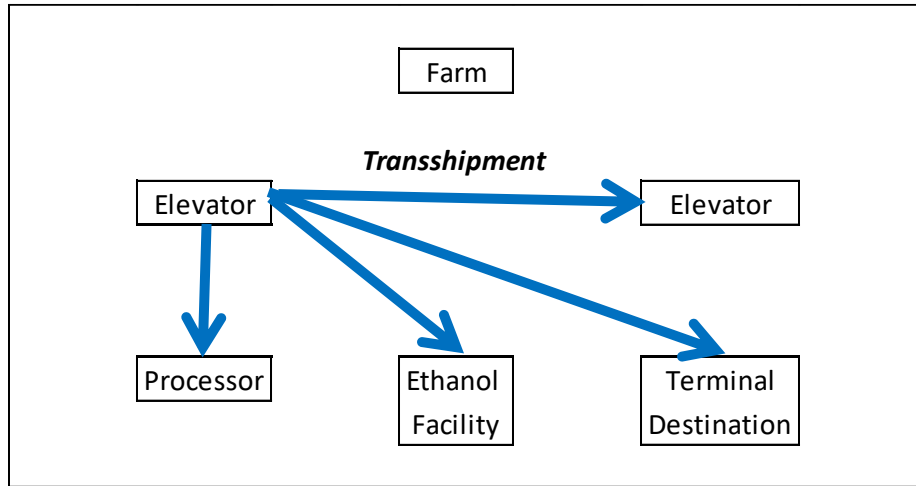 Farm
Transshipment
Elevator
Elevator
Processor
Ethanol
Facility
Terminal
Destination